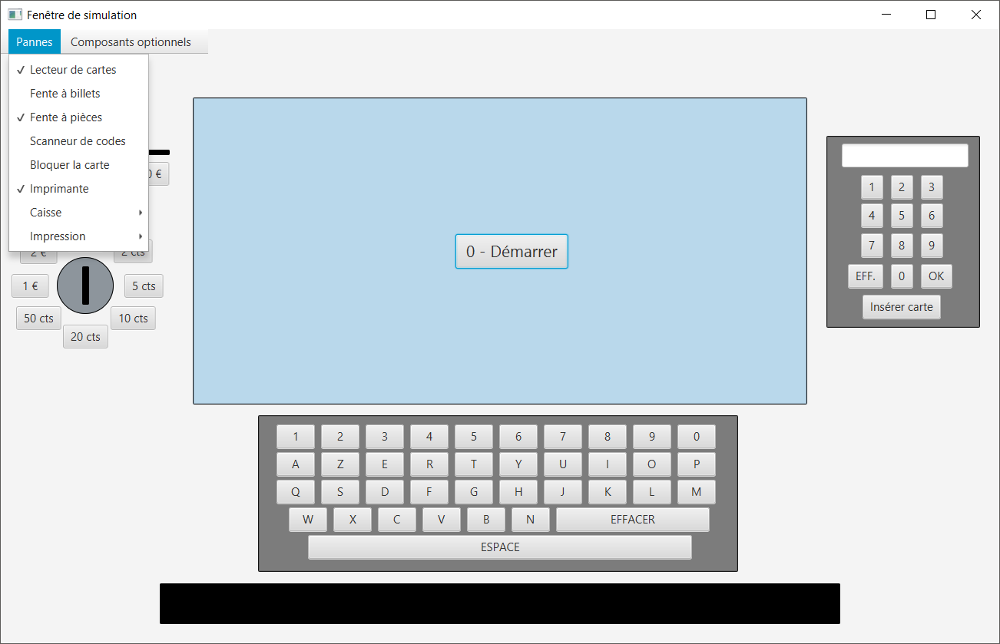 Fenêtre de simulation
Pannes Composants optionnels
✓ Lecteur de cartes
Fente à billets
✓ Fente à pièces
Scanneur de codes
Bloquer la carte
✓ Imprimante
Caisse
Impression
0 €
2 € 2 cts
1 € 5 cts
50 cts 10 cts
20 cts
0 - Démarrer
1 2 3
4 5 6
7 8 9
EFF. 0 OK
Insérer carte
1 2 3 4 5 6 7 8 9 0
A Z E R T Y U I O P
Q S D F G H J K L M
W X C V B N EFFACER
ESPACE